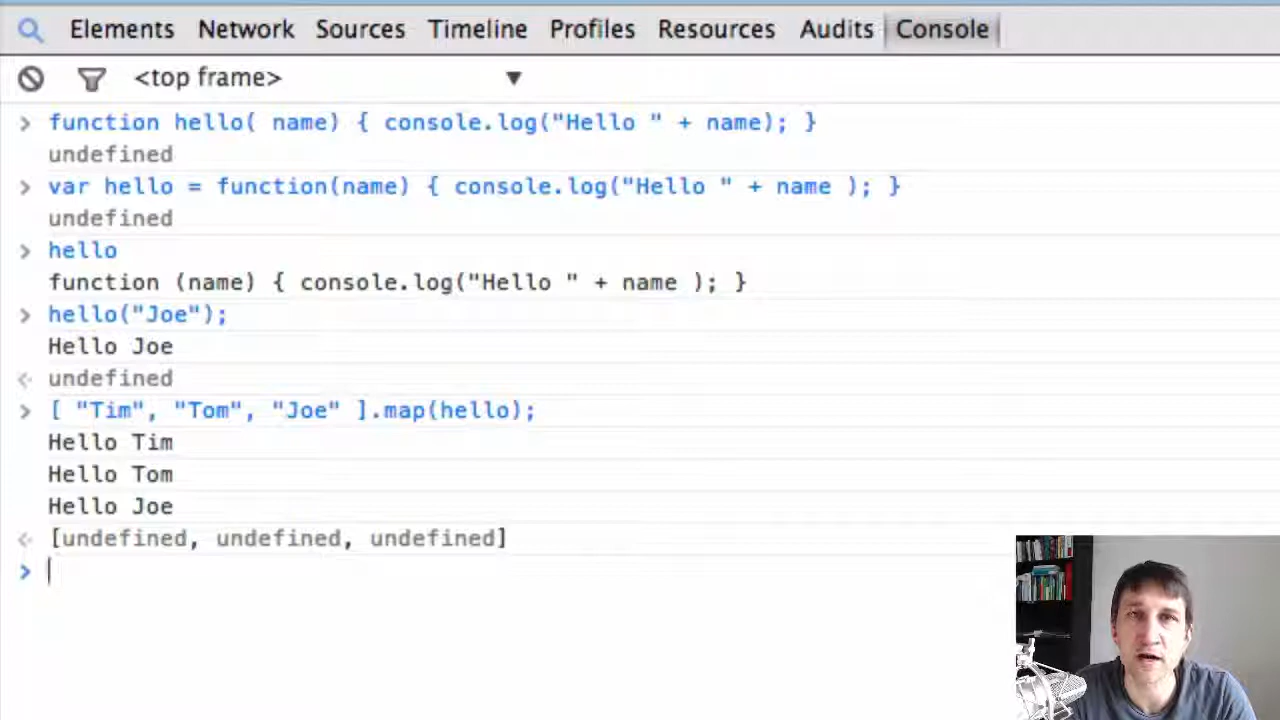 Elements Network Sources Timeline Profiles Resources Audits Console
<top frame>
function hello( name) { console.log("Hello " + name); }
undefined
var hello = function(name) { console.log("Hello " + name ); }
undefined
hello
function (name) { console.log("Hello " + name ); }
hello("Joe");
Hello Joe
undefined
[ "Tim", "Tom", "Joe" ].map(hello);
Hello Tim
Hello Tom
Hello Joe
[undefined, undefined, undefined]